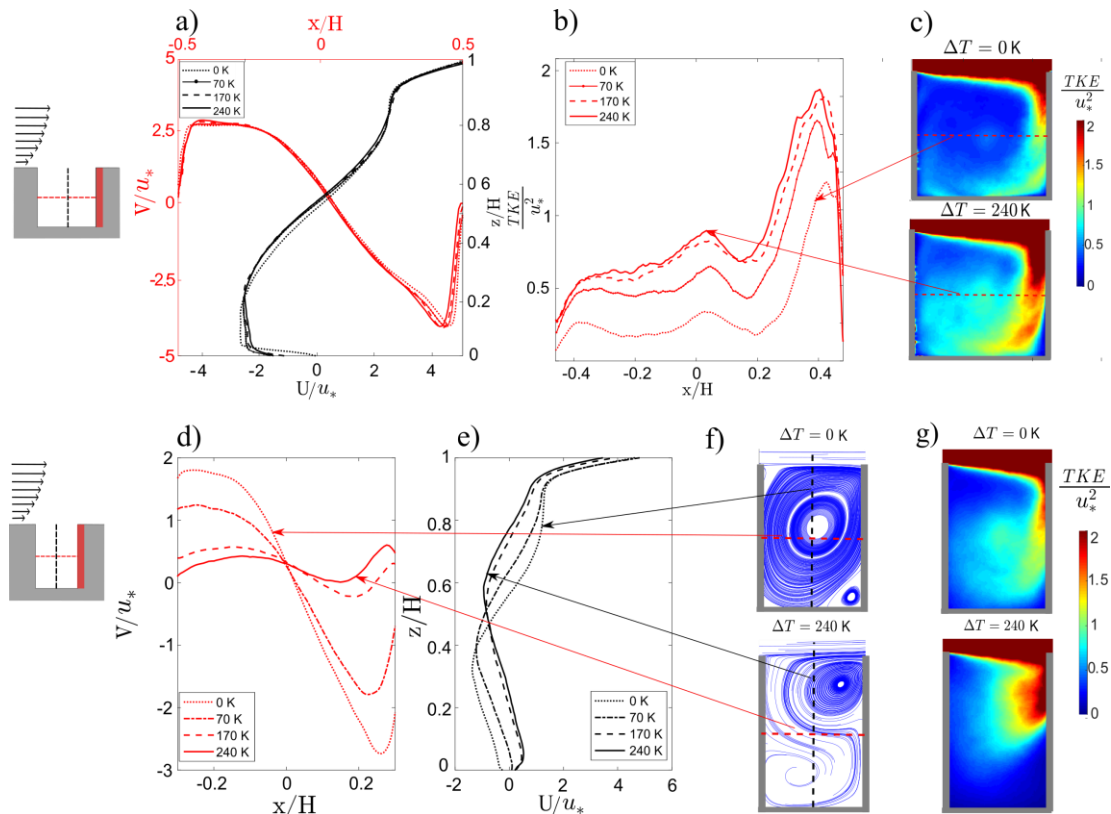 a)
x/H
-0.5
0
0.5
5
2.5
0
-2.5
-5
V/u*
0 K
70 K
170 K
240 K
1
0.8
0.6
0.4
0.2
0
z/H
-4
-2
0
2
4
U/u*
b)
TKE
u*²
2
1.5
1
0.5
0 K
70 K
170 K
240 K
-0.4
-0.2
0
0.2
0.4
x/H
c)
ΔT = 0 K
ΔT = 240 K
TKE
u*²
2
1.5
1
0.5
0
d)
2
1
0
-1
-2
-3
V/u*
0 K
70 K
170 K
240 K
-0.2
0
0.2
x/H
e)
1
0.8
0.6
0.4
0.2
0
z/H
0 K
70 K
170 K
240 K
-2
0
2
4
6
U/u*
f)
ΔT = 0 K
ΔT = 240 K
g)
ΔT = 0 K
ΔT = 240 K
TKE
u*²
2
1.5
1
0.5
0